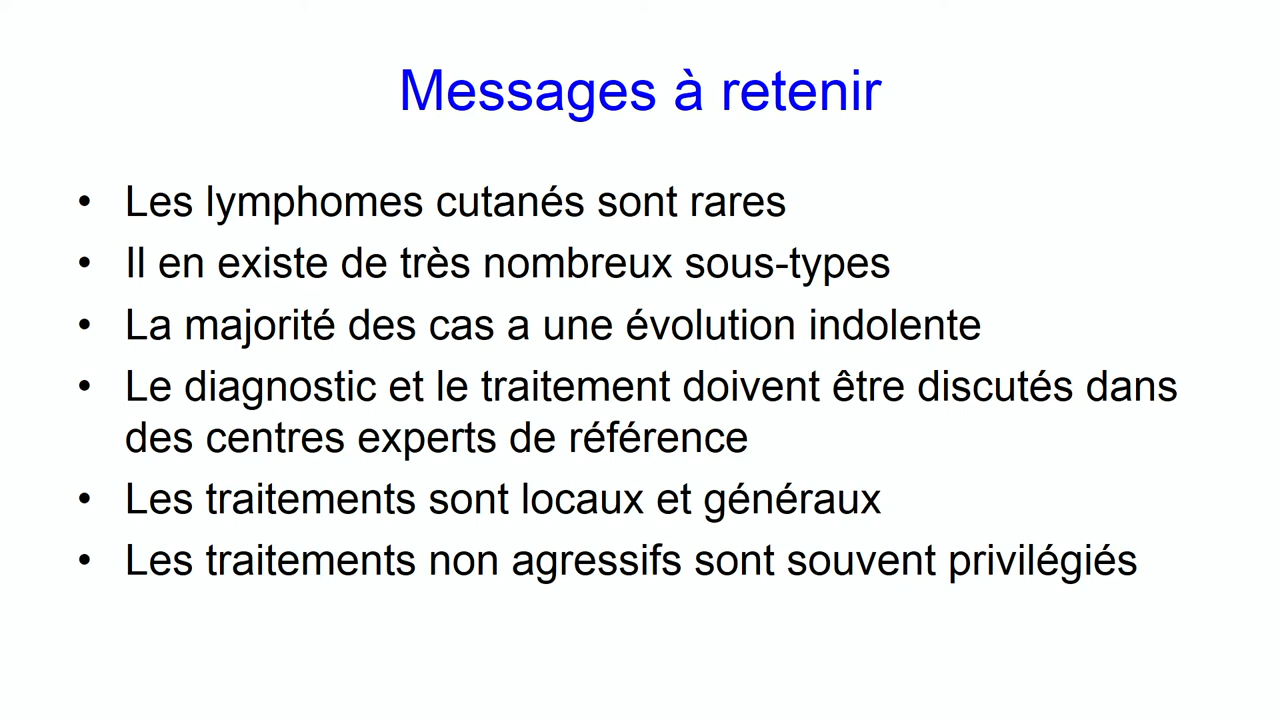 Messages à retenir
• Les lymphomes cutanés sont rares
• Il en existe de très nombreux sous-types
• La majorité des cas a une évolution indolente
• Le diagnostic et le traitement doivent être discutés dans
des centres experts de référence
• Les traitements sont locaux et généraux
• Les traitements non agressifs sont souvent privilégiés